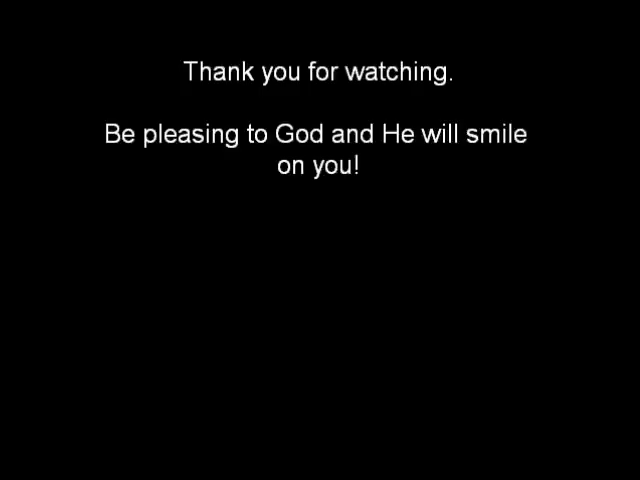 Thank you for watching.
Be pleasing to God and He will smile
on you!